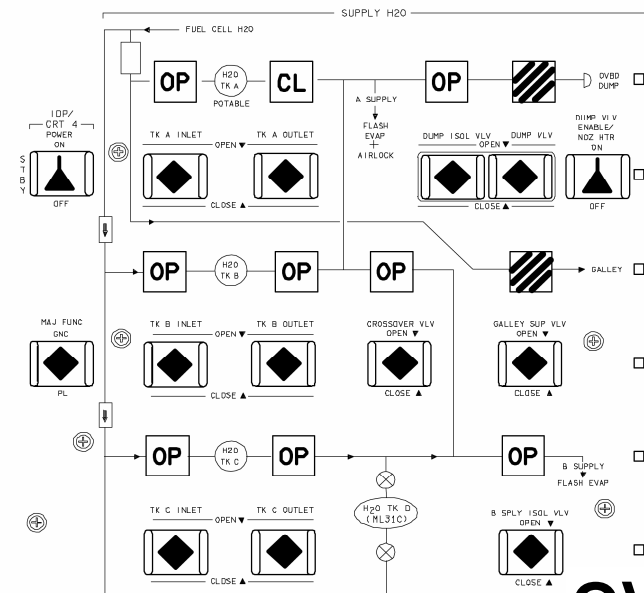 SUPPLY H2O
FUEL CELL H2O
OP
H2O
TK A
POTABLE
CL
OP
OVBD
DUMP
A SUPPLY
FLASH
EVAP
+
AIRLOCK
IDP/
CRT 4
POWER
ON
STBY
OFF
TK A INLET
TK A OUTLET
OPEN ▼
CLOSE ▲
DUMP ISOL VLV
DUMP VLV
OPEN ▼
CLOSE ▲
DUMP VLV
ENABLE/
NOZ HTR
ON
OFF
OP
H2O
TK B
OP
OP
GALLEY
MAJ FUNC
GNC
PL
TK B INLET
TK B OUTLET
OPEN ▼
CLOSE ▲
CROSSOVER VLV
OPEN ▼
CLOSE ▲
GALLEY SUP VLV
OPEN ▼
CLOSE ▲
OP
H2O
TK C
OP
OP
B SUPPLY
FLASH EVAP
H2O TK D
(ML31C)
TK C INLET
TK C OUTLET
OPEN ▼
CLOSE ▲
B SPLY ISOL VLV
OPEN ▼
CLOSE ▲